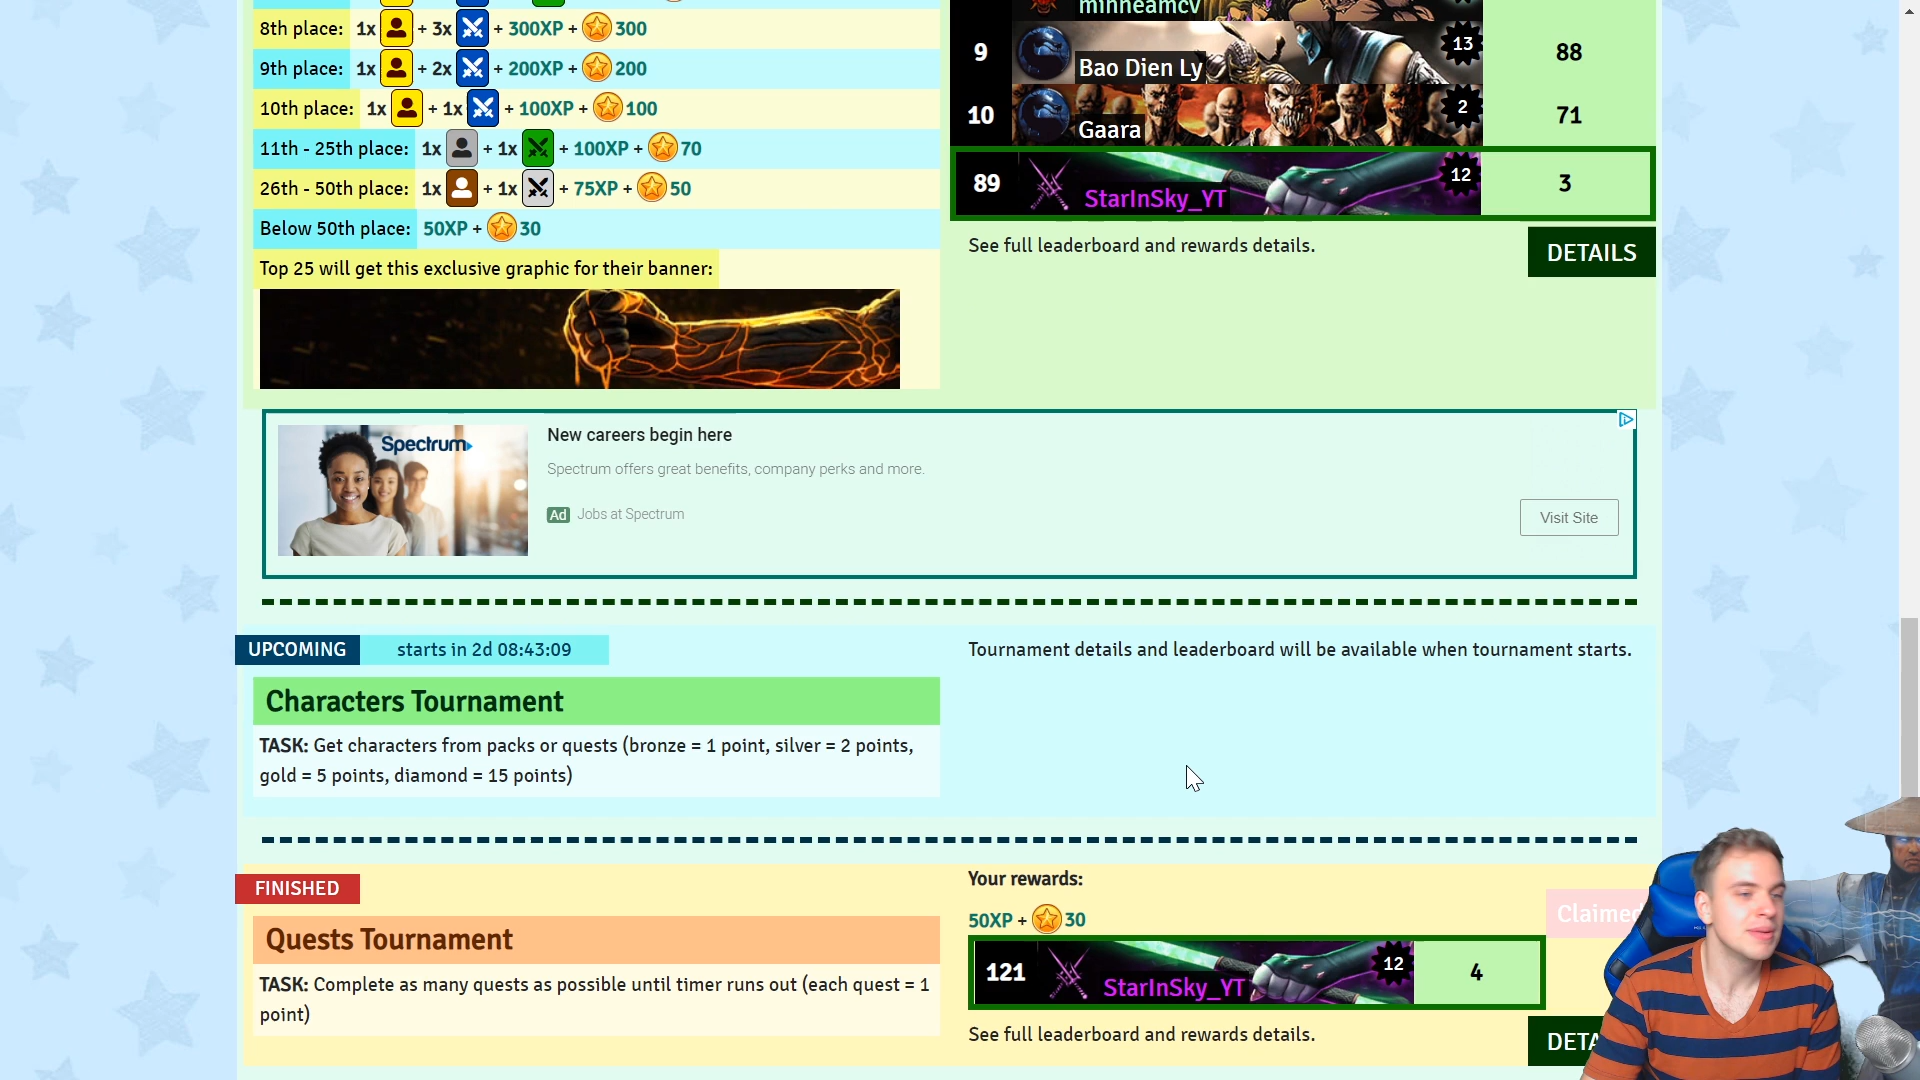 8th place: 1x + 3x + 300XP + 300
9th place: 1x + 2x + 200XP + 200
10th place: 1x + 1x + 100XP + 100
11th - 25th place: 1x + 1x + 100XP + 70
26th - 50th place: 1x + 1x + 75XP + 50
Below 50th place: 50XP + 30
Top 25 will get this exclusive graphic for their banner:
minneamcv
9 Bao Dien Ly 13 88
10 Gaara 2 71
89 StarInSky_YT 12 3
See full leaderboard and rewards details.
DETAILS
Spectrum
New careers begin here
Spectrum offers great benefits, company perks and more.
Ad Jobs at Spectrum
Visit Site
UPCOMING starts in 2d 08:43:09
Characters Tournament
TASK: Get characters from packs or quests (bronze = 1 point, silver = 2 points,
gold = 5 points, diamond = 15 points)
Tournament details and leaderboard will be available when tournament starts.
FINISHED
Quests Tournament
TASK: Complete as many quests as possible until timer runs out (each quest = 1
point)
Your rewards:
50XP + 30
Claimed
121 StarInSky_YT 12 4
See full leaderboard and rewards details.
DETA